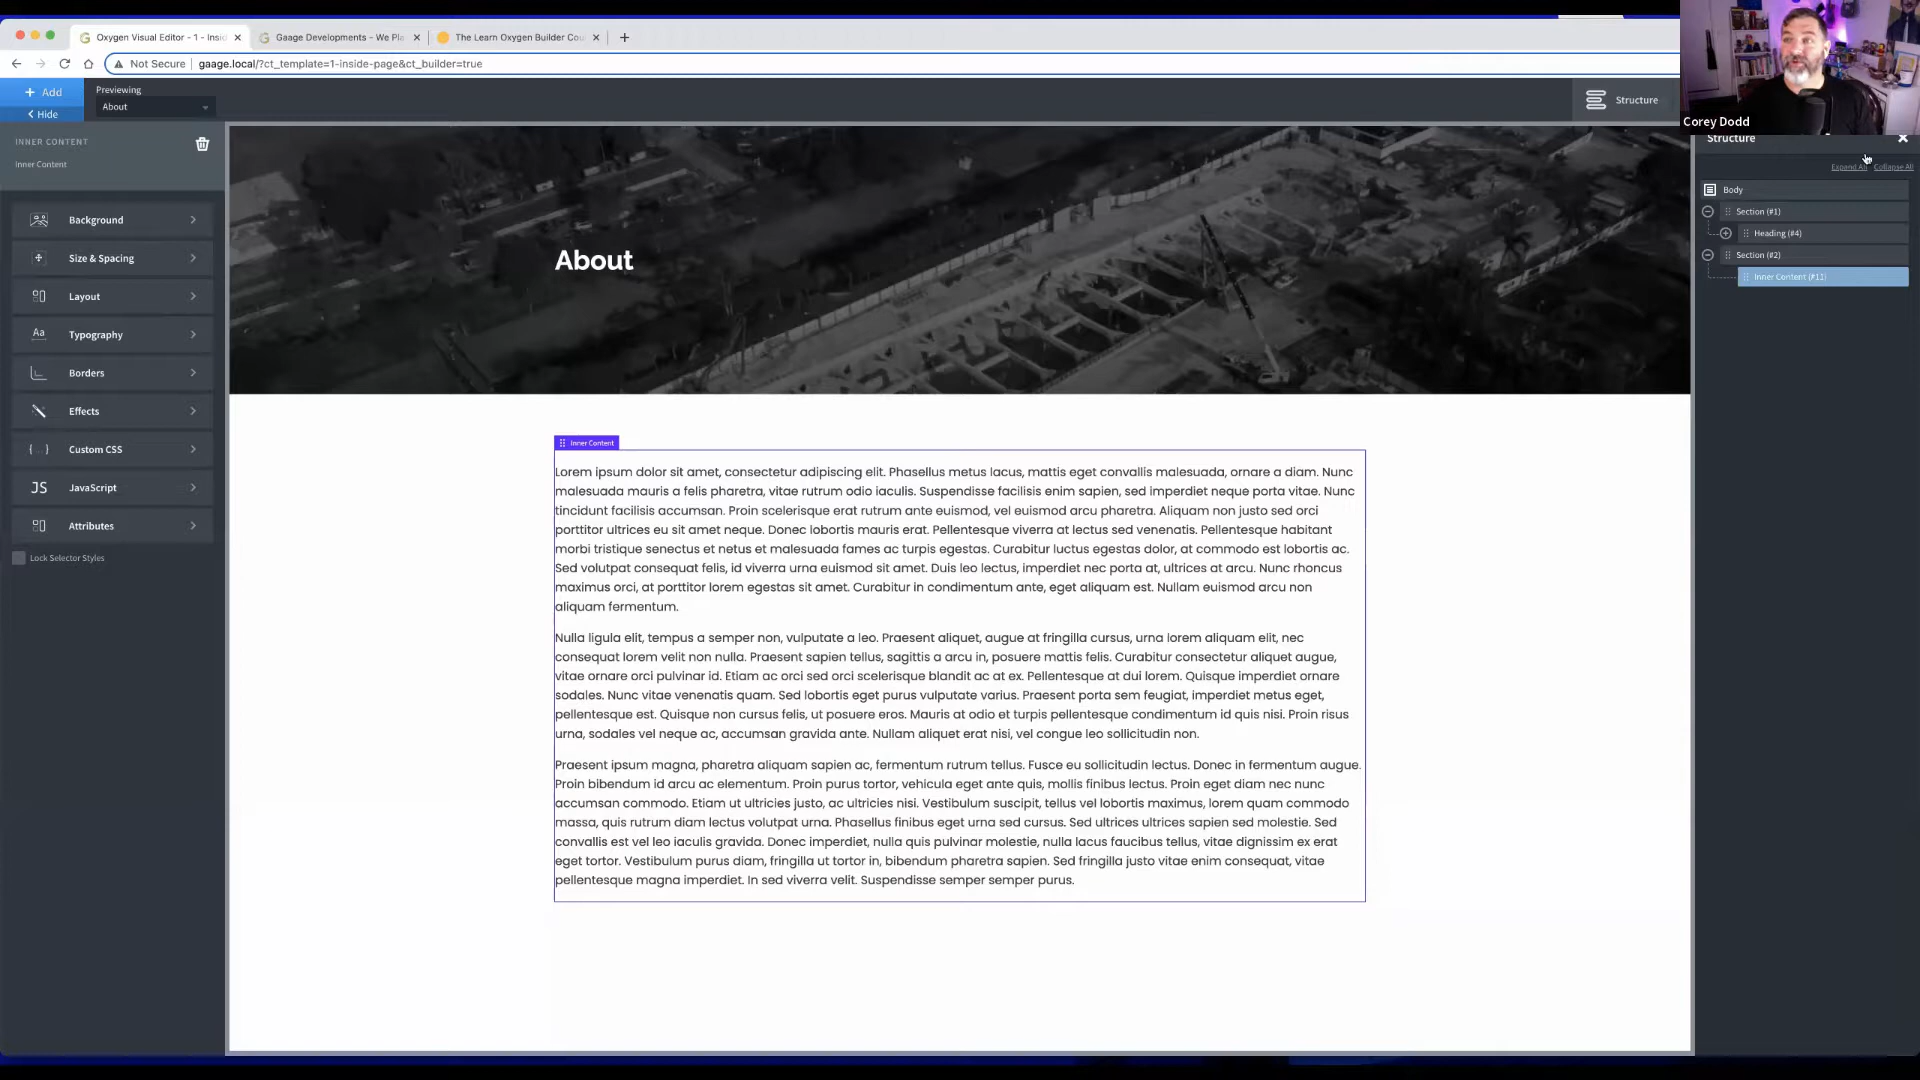 Oxygen Visual Editor - 1 - Insi
Gaage Developments - We Pla
The Learn Oxygen Builder Cou
Not Secure
gaage.local/?ct_template=1-inside-page&ct_builder=true
+ Add
Hide
Previewing
About
Structure
Corey Dodd
INNER CONTENT
Inner Content
Background
Size & Spacing
Layout
Typography
Borders
Effects
Custom CSS
JS JavaScript
Attributes
Lock Selector Styles
About
Inner Content
Lorem ipsum dolor sit amet, consectetur adipiscing elit. Phasellus metus lacus, mattis eget convallis malesuada, ornare a diam. Nunc
malesuada mauris a felis pharetra, vitae rutrum odio iaculis. Suspendisse facilisis enim sapien, sed imperdiet neque porta vitae. Nunc
tincidunt facilisis accumsan. Proin scelerisque erat rutrum ante euismod, vel euismod arcu pharetra. Aliquam non justo sed orci
porttitor ultrices eu sit amet neque. Donec lobortis mauris erat. Pellentesque viverra at lectus sed venenatis. Pellentesque habitant
morbi tristique senectus et netus et malesuada fames ac turpis egestas. Curabitur luctus egestas dolor, at commodo est lobortis ac.
Sed volutpat consequat felis, id viverra urna euismod sit amet. Duis leo lectus, imperdiet nec porta at, ultrices at arcu. Nunc rhoncus
maximus orci, at porttitor lorem egestas sit amet. Curabitur in condimentum ante, eget aliquam est. Nullam euismod arcu non
aliquam fermentum.
Nulla ligula elit, tempus a semper non, vulputate a leo. Praesent aliquet, augue at fringilla cursus, urna lorem aliquam elit, nec
consequat lorem velit non nulla. Praesent sapien tellus, sagittis a arcu in, posuere mattis felis. Curabitur consectetur aliquet augue,
vitae ornare orci pulvinar id. Etiam ac orci sed orci scelerisque blandit ac at ex. Pellentesque at dui lorem. Quisque imperdiet ornare
sodales. Nunc vitae venenatis quam. Sed lobortis eget purus vulputate varius. Praesent porta sem feugiat, imperdiet metus eget,
pellentesque est. Quisque non cursus felis, ut posuere eros. Mauris at odio et turpis pellentesque condimentum id quis nisi. Proin risus
urna, sodales vel neque ac, accumsan gravida ante. Nullam aliquet erat nisi, vel congue leo sollicitudin non.
Praesent ipsum magna, pharetra aliquam sapien ac, fermentum rutrum tellus. Fusce eu sollicitudin lectus. Donec in fermentum augue.
Proin bibendum id arcu ac elementum. Proin purus tortor, vehicula eget ante quis, mollis finibus lectus. Proin eget diam nec nunc
accumsan commodo. Etiam ut ultricies justo, ac ultricies nisi. Vestibulum suscipit, tellus vel lobortis maximus, lorem quam commodo
massa, quis rutrum diam lectus volutpat urna. Phasellus finibus eget urna sed cursus. Sed ultrices ultrices sapien sed molestie. Sed
convallis est vel leo iaculis gravida. Donec imperdiet, nulla quis pulvinar molestie, nulla lacus faucibus tellus, vitae dignissim ex erat
eget tortor. Vestibulum purus diam, fringilla ut tortor in, bibendum pharetra sapien. Sed fringilla justo vitae enim consequat, vitae
pellentesque magna imperdiet. In sed viverra velit. Suspendisse semper semper purus.
Structure
Expand All Collapse All
Body
Section (#1)
Heading (#4)
Section (#2)
Inner Content (#11)